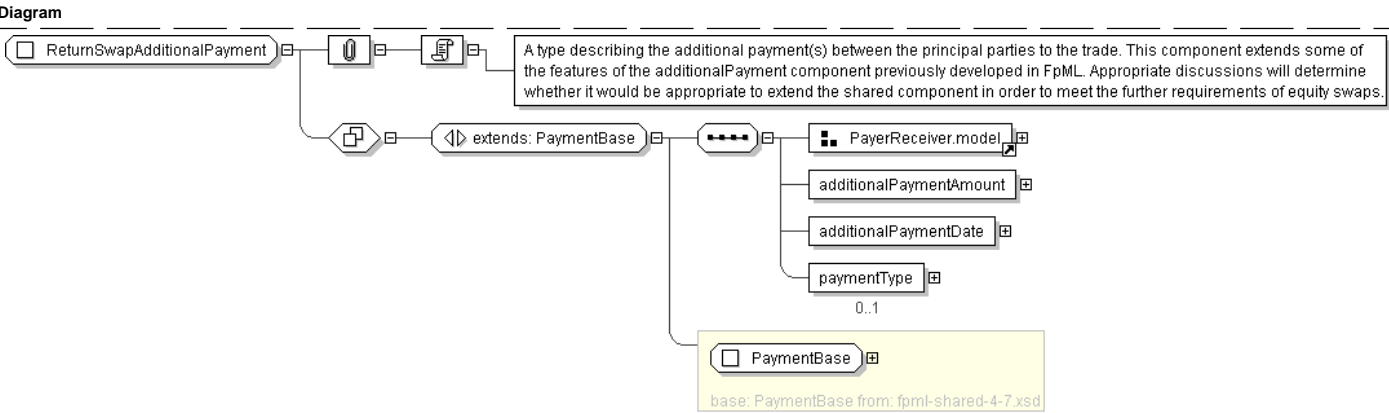 Diagram
ReturnSwapAdditionalPayment
A type describing the additional payment(s) between the principal parties to the trade. This component extends some of
the features of the additionalPayment component previously developed in FpML. Appropriate discussions will determine
whether it would be appropriate to extend the shared component in order to meet the further requirements of equity swaps.
extends: PaymentBase
PayerReceiver.model
additionalPaymentAmount
additionalPaymentDate
paymentType
0..1
PaymentBase
base: PaymentBase from: fpml-shared-4-7.xsd